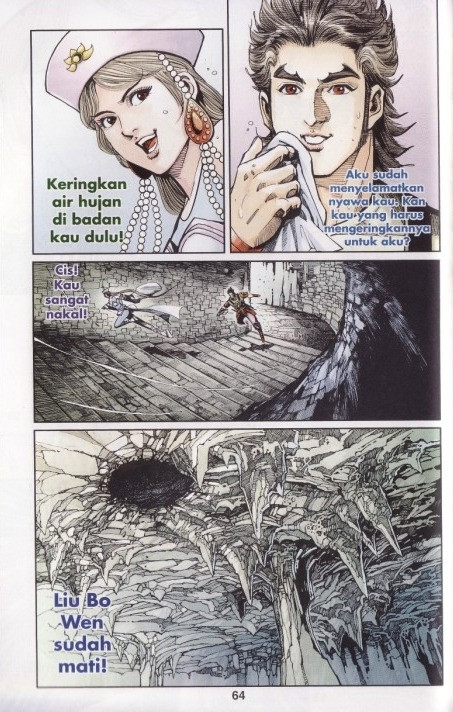 Keringkan
air hujan
di badan
kau dulu!
Aku sudah
menyelamatkan
nyawa kau. Kan
kau yang harus
mengeringkannya
untuk aku?
Cis!
Kau
sangat
nakal!
Liu Bo
Wen
sudah
mati!
64